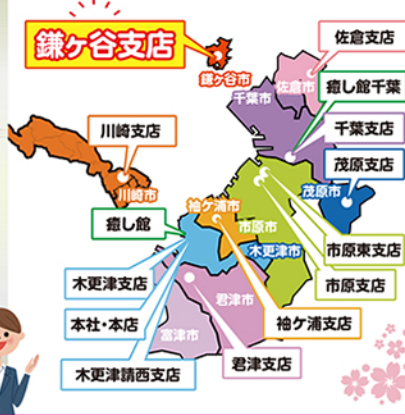 鎌ヶ谷支店
鎌ヶ谷市
佐倉支店
佐倉市
癒し館千葉
千葉市
千葉支店
川崎支店
茂原支店
川崎市
茂原市
袖ケ浦市
癒し館
市原市
木更津市
市原東支店
木更津支店
市原支店
君津市
本社・本店
袖ケ浦支店
富津市
君津支店
木更津請西支店